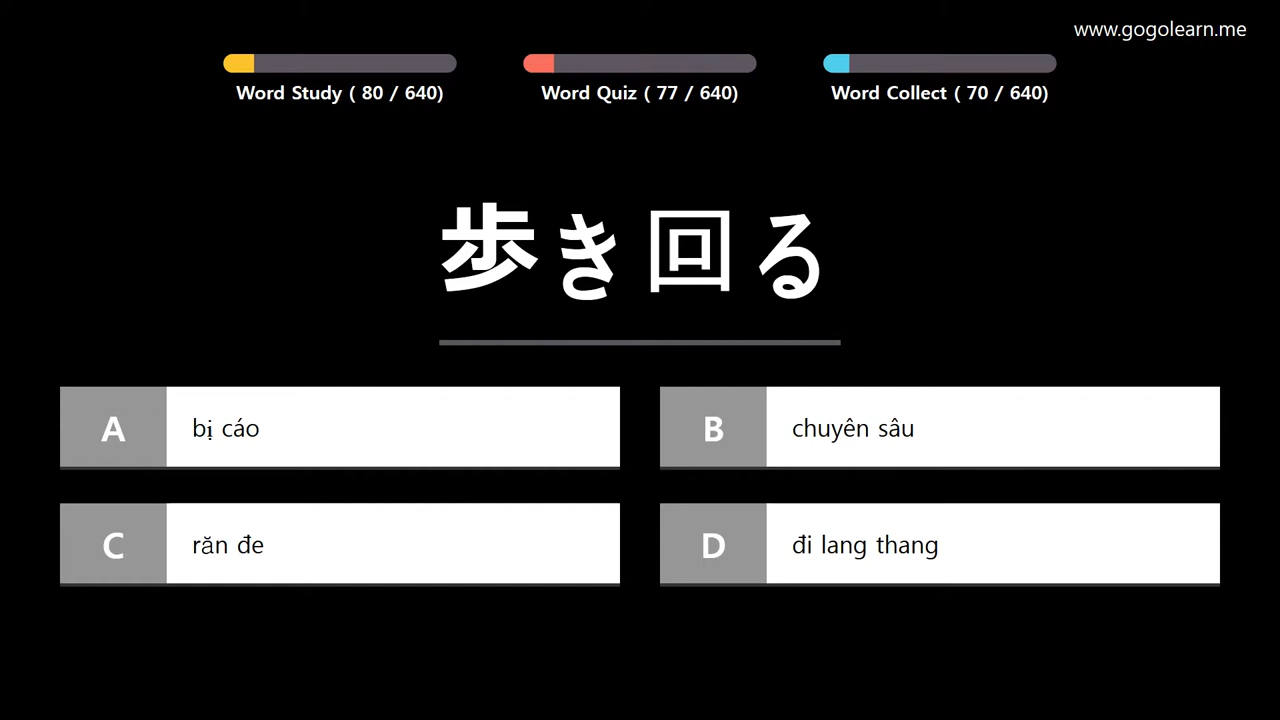 www.gogolearn.me
Word Study ( 80 / 640)
Word Quiz ( 77 / 640)
Word Collect ( 70 / 640)
歩き回る
A bị cáo
B chuyên sâu
C răn đe
D đi lang thang